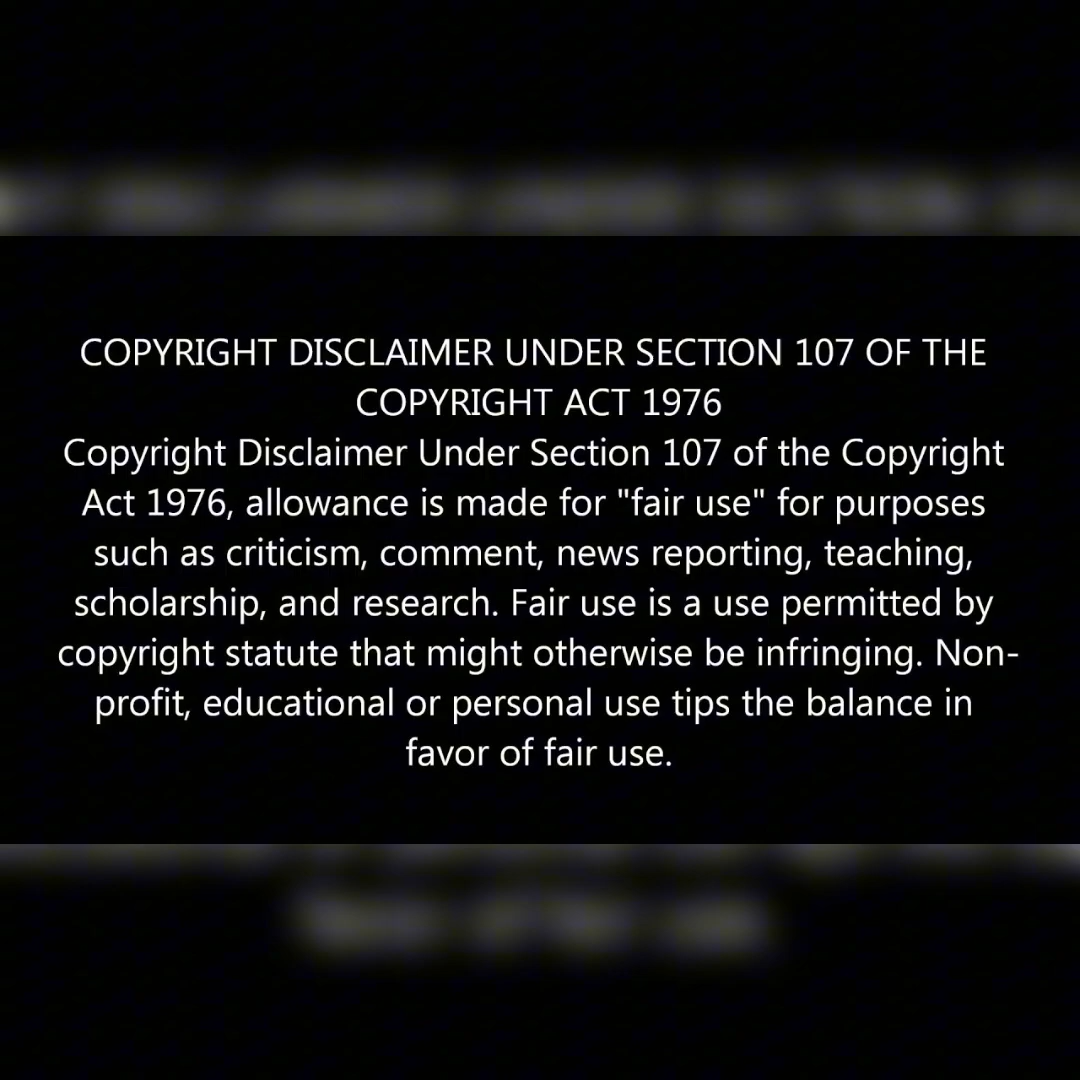 COPYRIGHT DISCLAIMER UNDER SECTION 107 OF THE
COPYRIGHT ACT 1976
Copyright Disclaimer Under Section 107 of the Copyright
Act 1976, allowance is made for "fair use" for purposes
such as criticism, comment, news reporting, teaching,
scholarship, and research. Fair use is a use permitted by
copyright statute that might otherwise be infringing. Non-
profit, educational or personal use tips the balance in
favor of fair use.